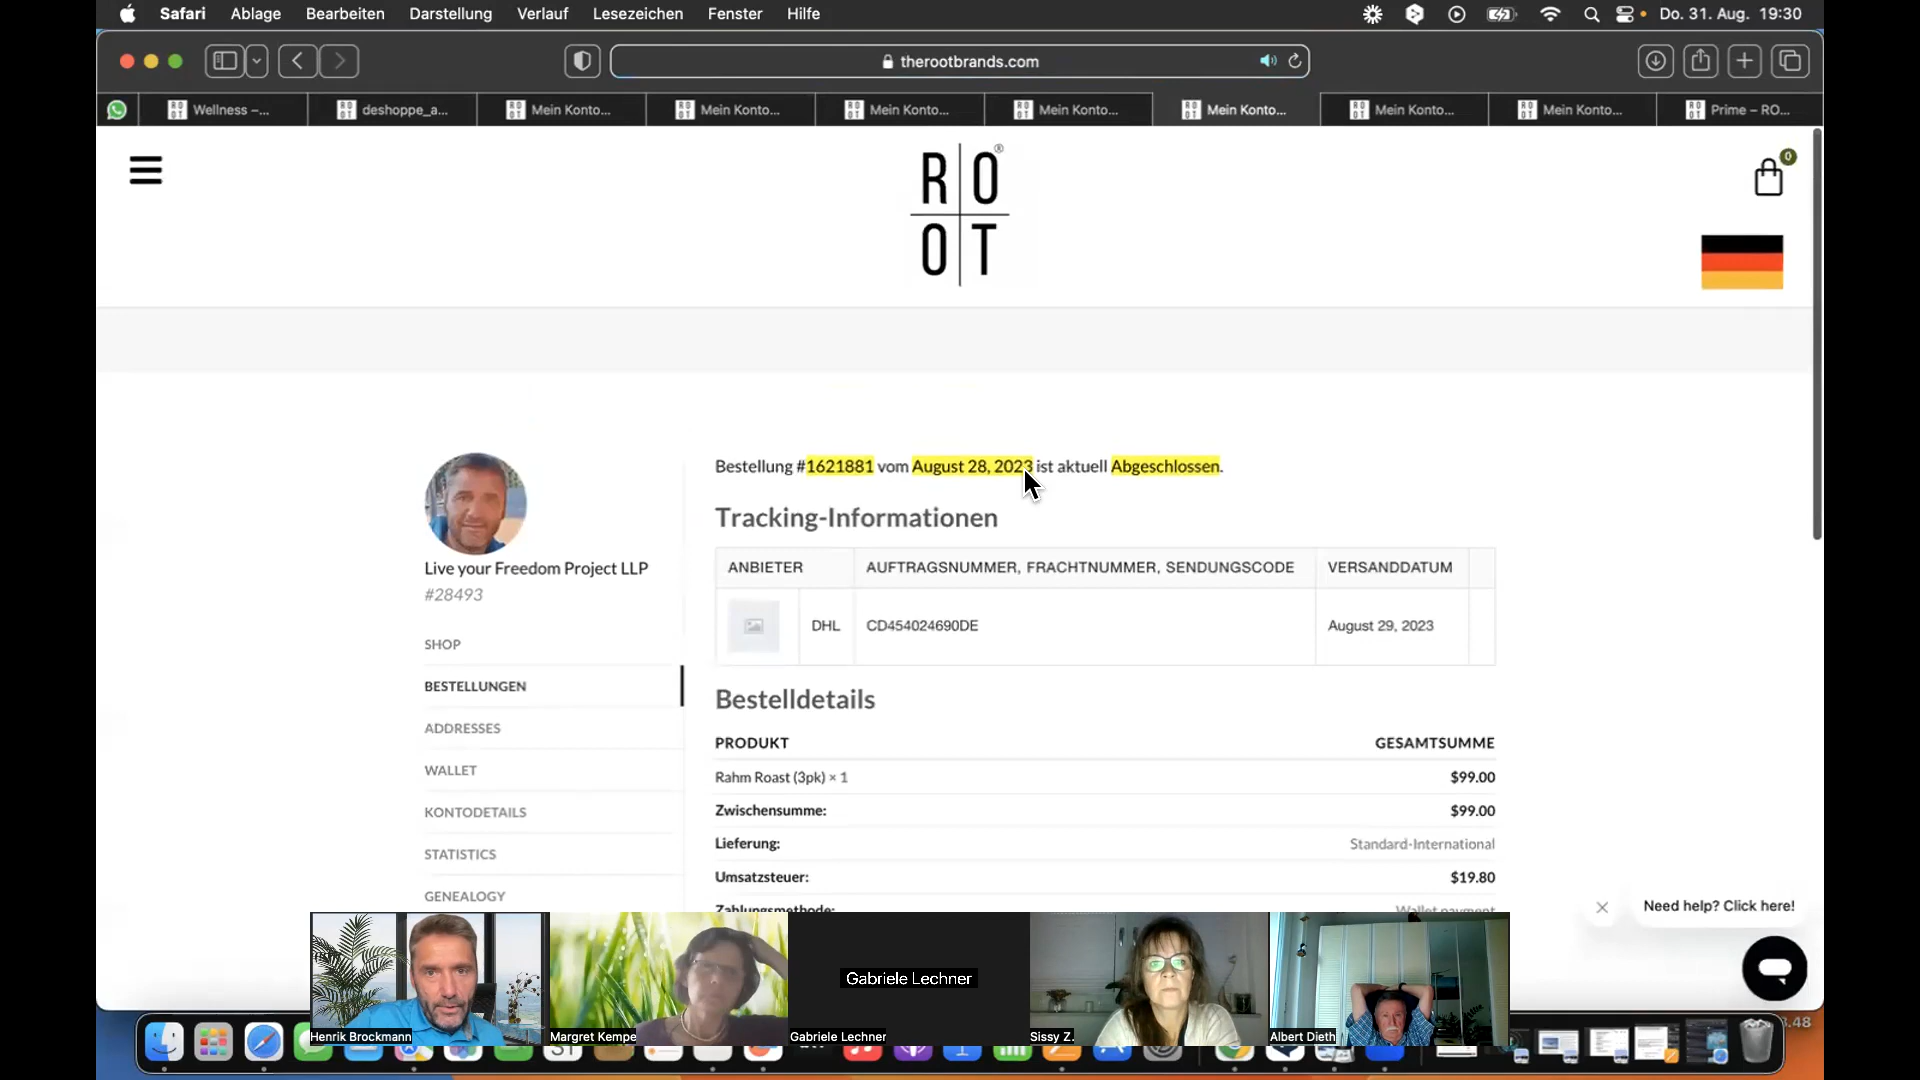 Safari Ablage Bearbeiten Darstellung Verlauf Lesezeichen Fenster Hilfe Do. 31. Aug. 19:30
therootbrands.com
Wellness –... deshoppe_a... Mein Konto... Mein Konto... Mein Konto... Mein Konto... Mein Konto... Mein Konto... Mein Konto... Prime – RO...
R O ®
O T
0
Bestellung #1621881 vom August 28, 2023 ist aktuell Abgeschlossen.
Tracking-Informationen
ANBIETER AUFTRAGSNUMMER, FRACHTNUMMER, SENDUNGSCODE VERSANDDATUM
DHL CD454024690DE August 29, 2023
Live your Freedom Project LLP
#28493
SHOP
BESTELLUNGEN
ADDRESSES
WALLET
KONTODETAILS
STATISTICS
GENEALOGY
Bestelldetails
PRODUKT GESAMTSUMME
Rahm Roast (3pk) × 1 $99.00
Zwischensumme: $99.00
Lieferung: Standard-International
Umsatzsteuer: $19.80
Zahlungsmethode: Wallet payment
Need help? Click here!
Gabriele Lechner
Henrik Brockmann Margret Kempe Gabriele Lechner Sissy Z. Albert Dieth